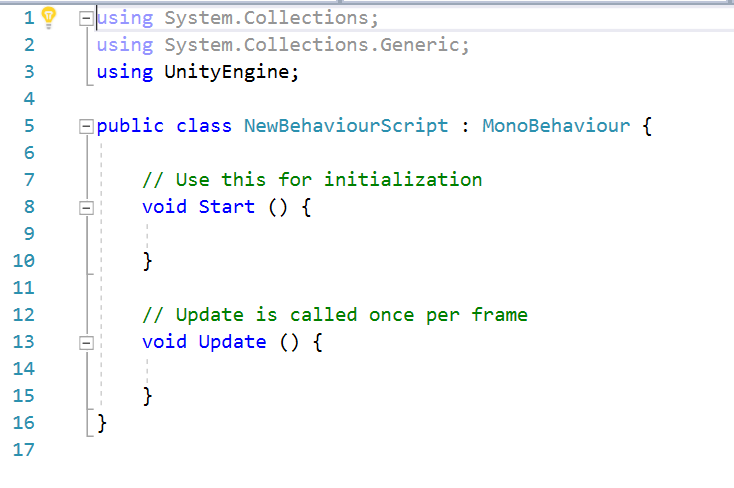 1 using System.Collections;
2 using System.Collections.Generic;
3 using UnityEngine;
4
5 public class NewBehaviourScript : MonoBehaviour {
6
7 // Use this for initialization
8 void Start () {
9
10 }
11
12 // Update is called once per frame
13 void Update () {
14
15 }
16 }
17